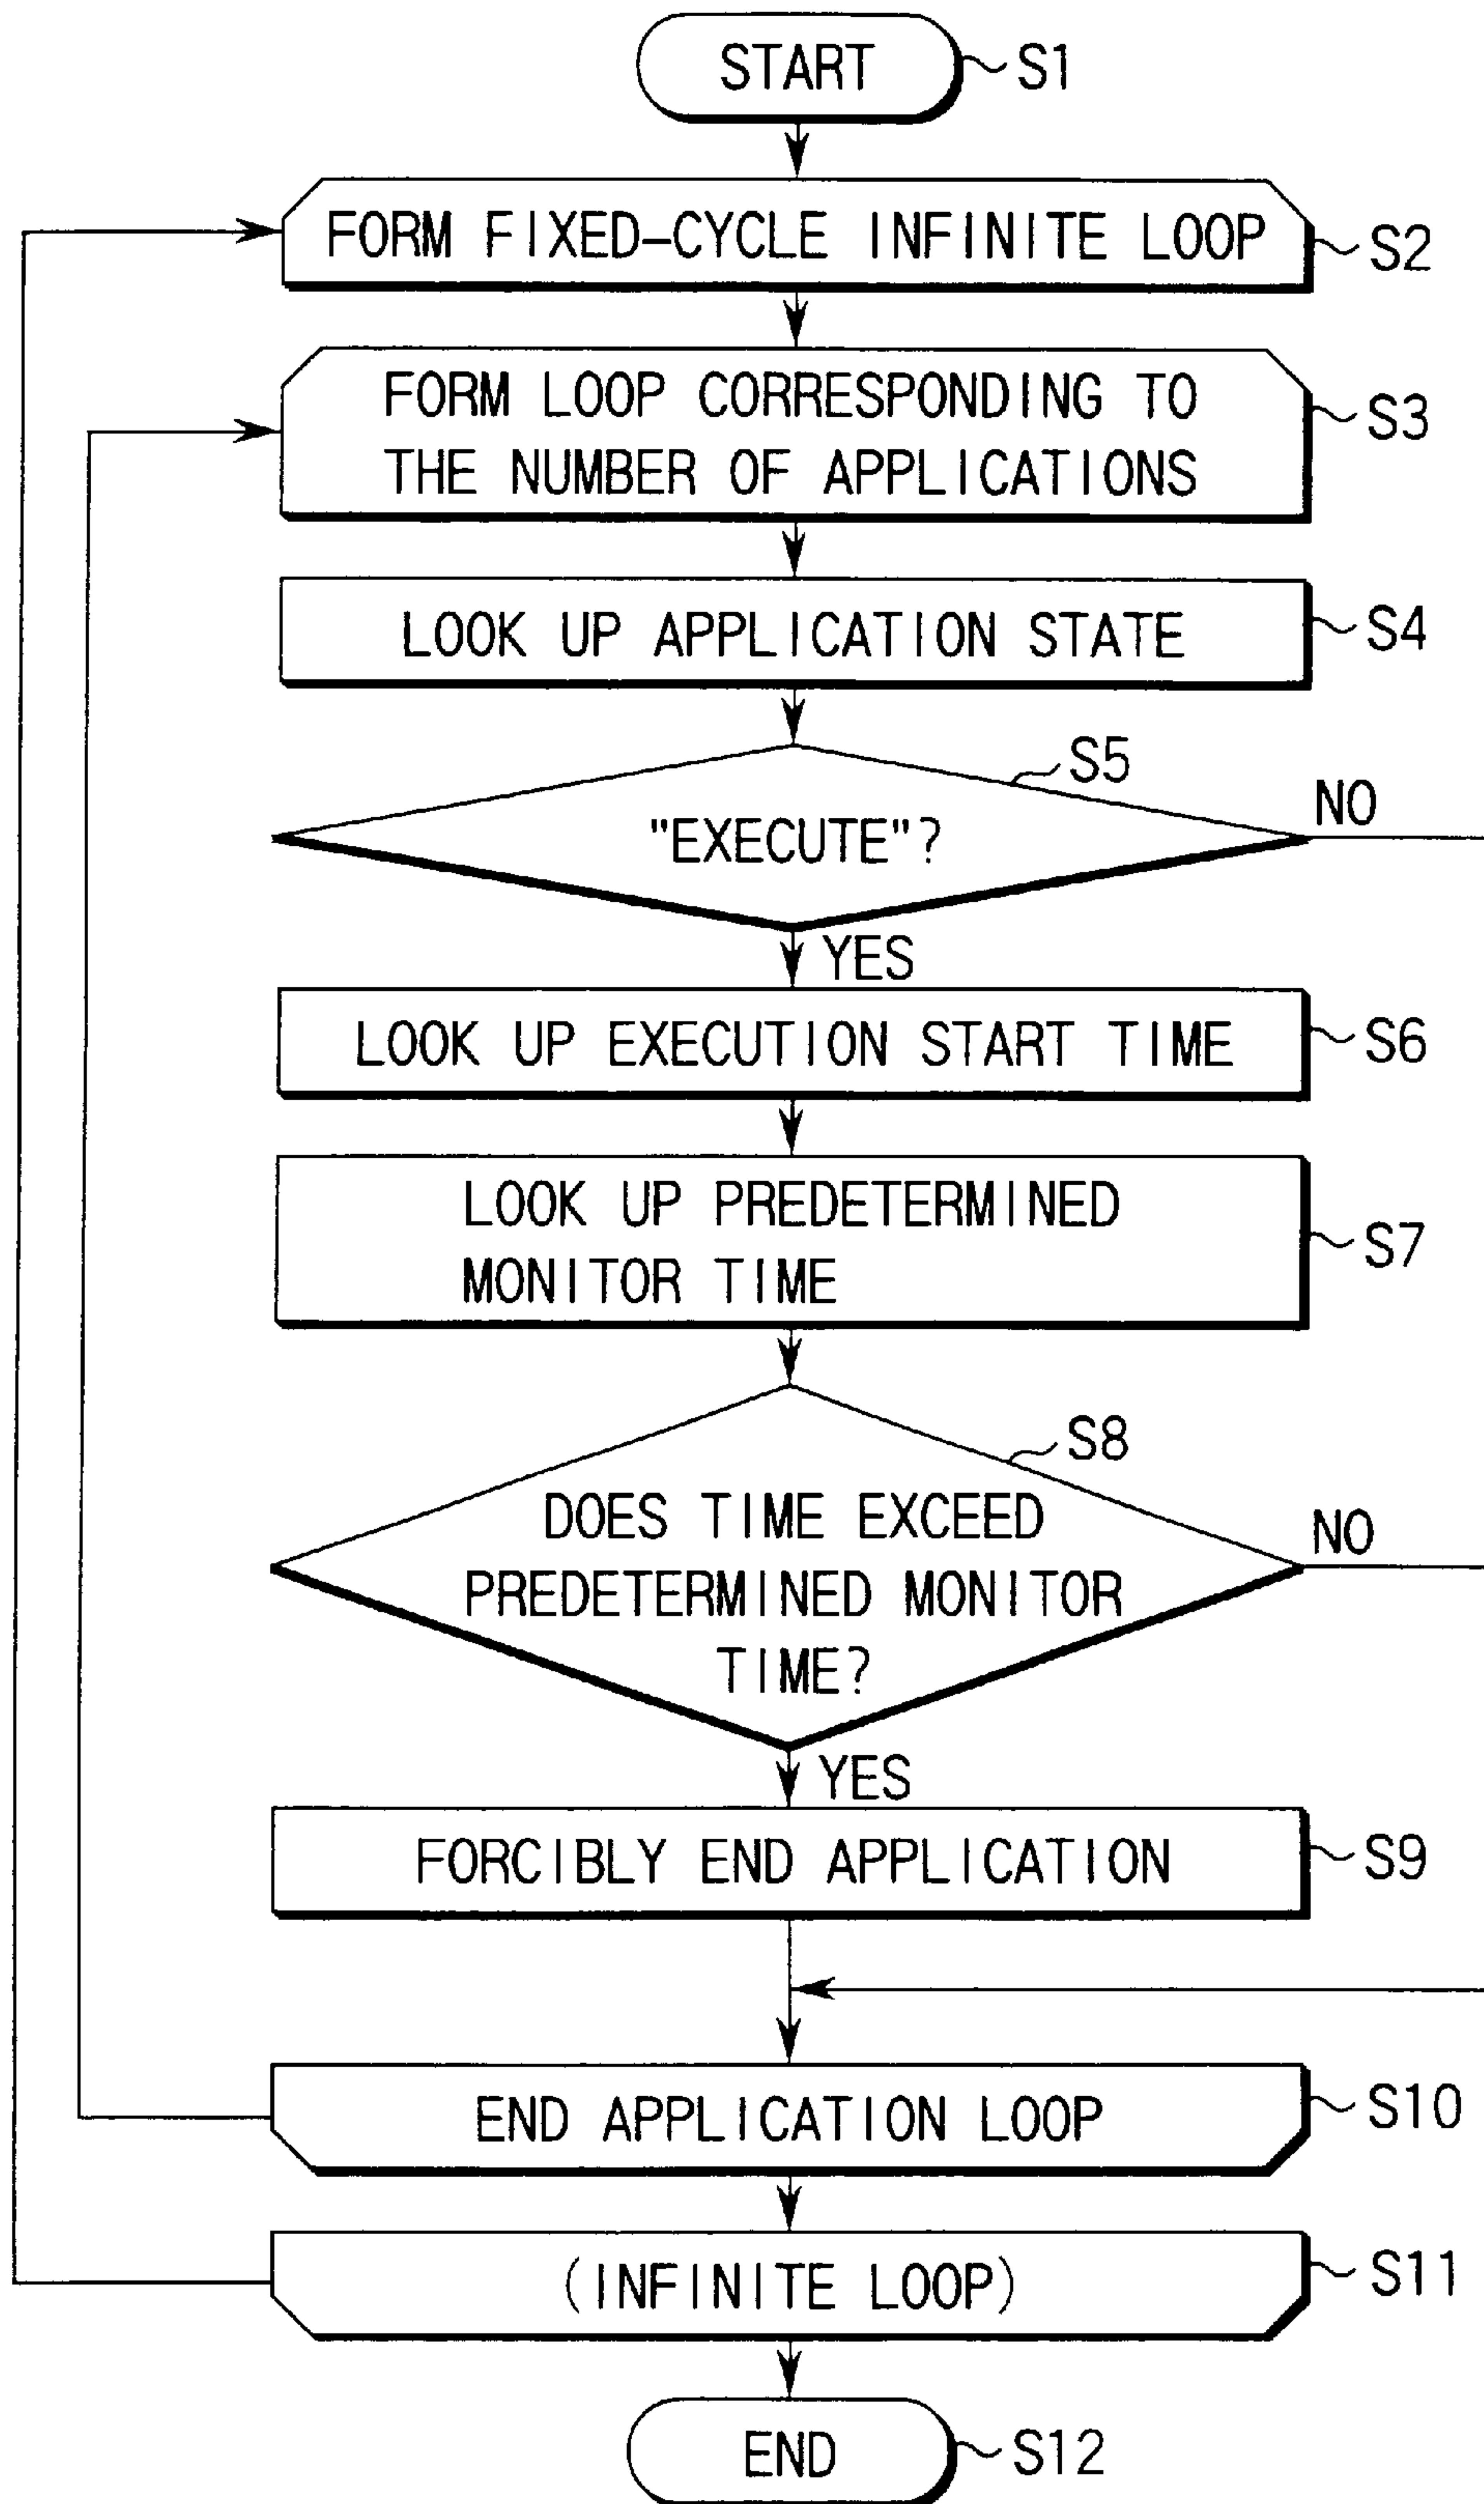 START S1
FORM FIXED-CYCLE INFINITE LOOP S2
FORM LOOP CORRESPONDING TO S3
THE NUMBER OF APPLICATIONS
LOOK UP APPLICATION STATE S4
S5
NO
"EXECUTE"?
YES
LOOK UP EXECUTION START TIME S6
LOOK UP PREDETERMINED
MONITOR TIME
S7
S8
DOES TIME EXCEED NO
PREDETERMINED MONITOR
TIME?
YES
FORCIBLY END APPLICATION S9
END APPLICATION LOOP S10
(INFINITE LOOP) S11
END S12